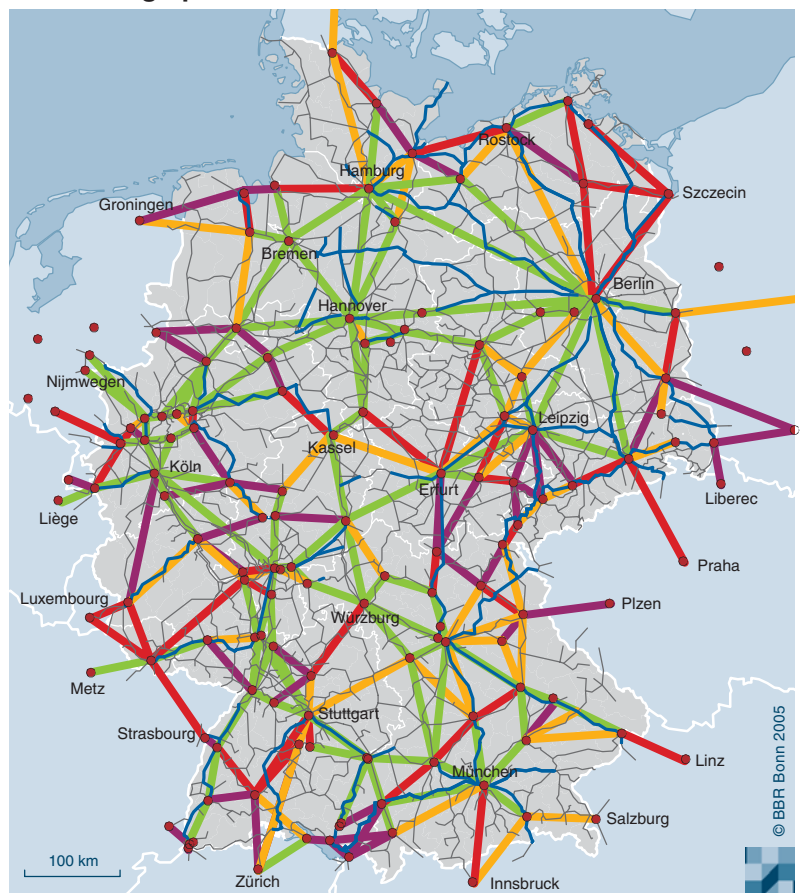 Rostock
Hamburg
Szczecin
Groningen
Bremen
Berlin
Hannover
Nijmwegen
Leipzig
Kassel
Köln
Erfurt
Liberec
Liège
Praha
Luxembourg
Plzen
Würzburg
Metz
Stuttgart
Strasbourg
Linz
München
Salzburg
100 km
Zürich
Innsbruck
© BBR Bonn 2005